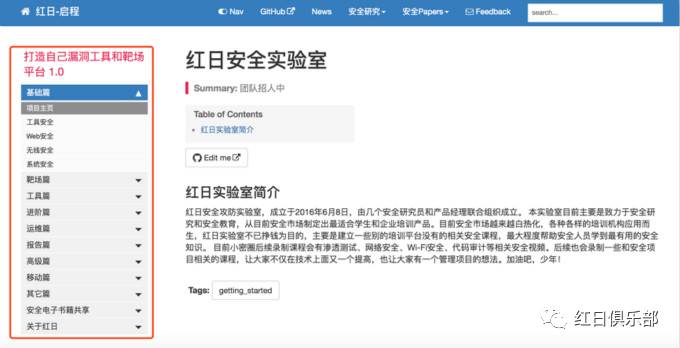 红日-启程
Nav
GitHub
News
安全研究
安全Papers
Feedback
search...
打造自己漏洞工具和靶场
平台 1.0
基础篇
项目主页
工具安全
Web安全
无线安全
系统安全
靶场篇
工具篇
进阶篇
运维篇
报告篇
高级篇
移动篇
其它篇
安全电子书籍共享
关于红日
红日安全实验室
Summary: 团队招人中
Table of Contents
红日实验室简介
Edit me
红日实验室简介
红日安全攻防实验室，成立于2016年6月8日，由几个安全研究员和产品经理联合组织成立。 本实验室目前主要是致力于安全研
究和安全教育，从目前安全市场制定出最适合学生和企业培训产品。目前安全市场越来越白热化，各种各样的培训机构应用而
生，红日实验室不已挣钱为目的，主要是建立一些别的培训平台没有的相关安全课程，最大程度帮助安全人员学到最有用的安全
知识。 目前小密圈后续录制课程会有渗透测试、网络安全、Wi-Fi安全、代码审计等相关安全视频。后续也会录制一些和安全项
目相关的课程，让大家不仅在技术上面又一个提高，也让大家有一个管理项目的想法。加油吧，少年！
Tags: getting_started
红日俱乐部